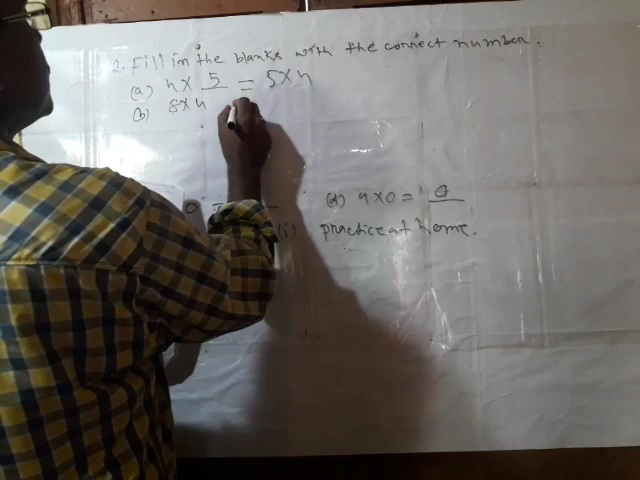 2. Fill in the blanks with the correct number.
(a) 4 × 5 = 5 × 4
(b) 8 × 4
0 = (d) 9 × 0 = 0
(i) practice at home.